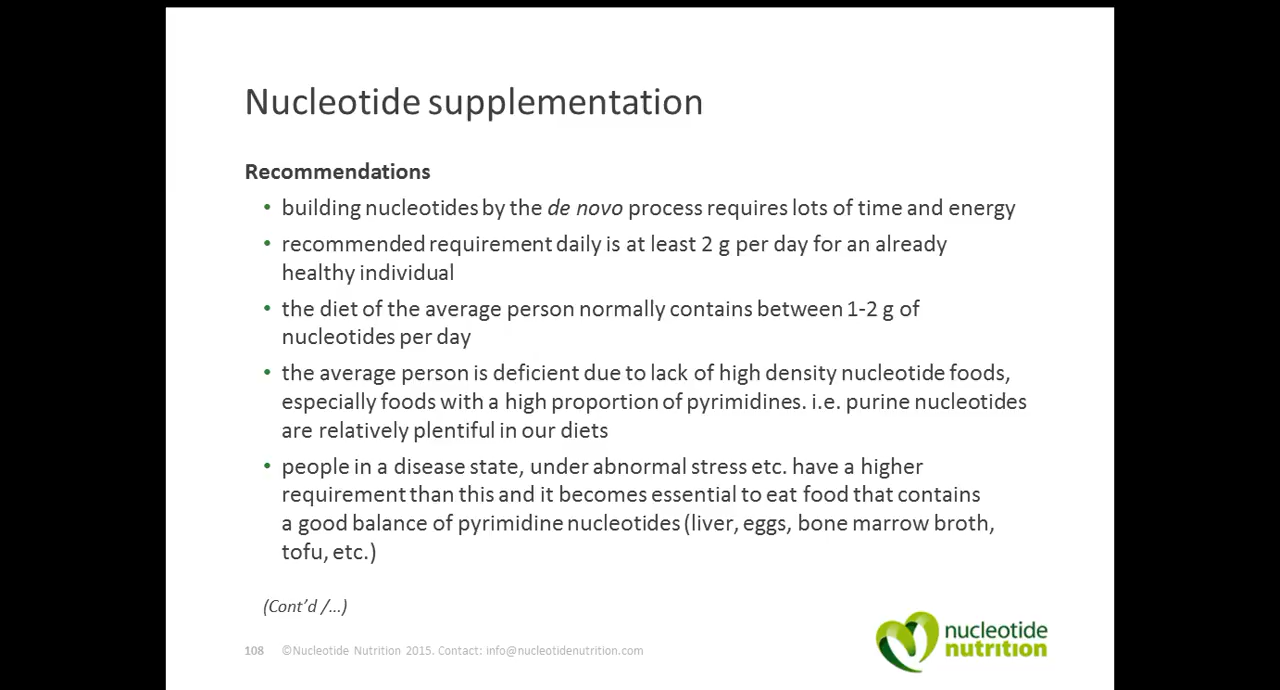 Nucleotide supplementation
Recommendations
• building nucleotides by the de novo process requires lots of time and energy
• recommended requirement daily is at least 2 g per day for an already
healthy individual
• the diet of the average person normally contains between 1-2 g of
nucleotides per day
• the average person is deficient due to lack of high density nucleotide foods,
especially foods with a high proportion of pyrimidines. i.e. purine nucleotides
are relatively plentiful in our diets
• people in a disease state, under abnormal stress etc. have a higher
requirement than this and it becomes essential to eat food that contains
a good balance of pyrimidine nucleotides (liver, eggs, bone marrow broth,
tofu, etc.)
(Cont'd /...)
108 ©Nucleotide Nutrition 2015. Contact: info@nucleotidenutrition.com
nucleotide
nutrition